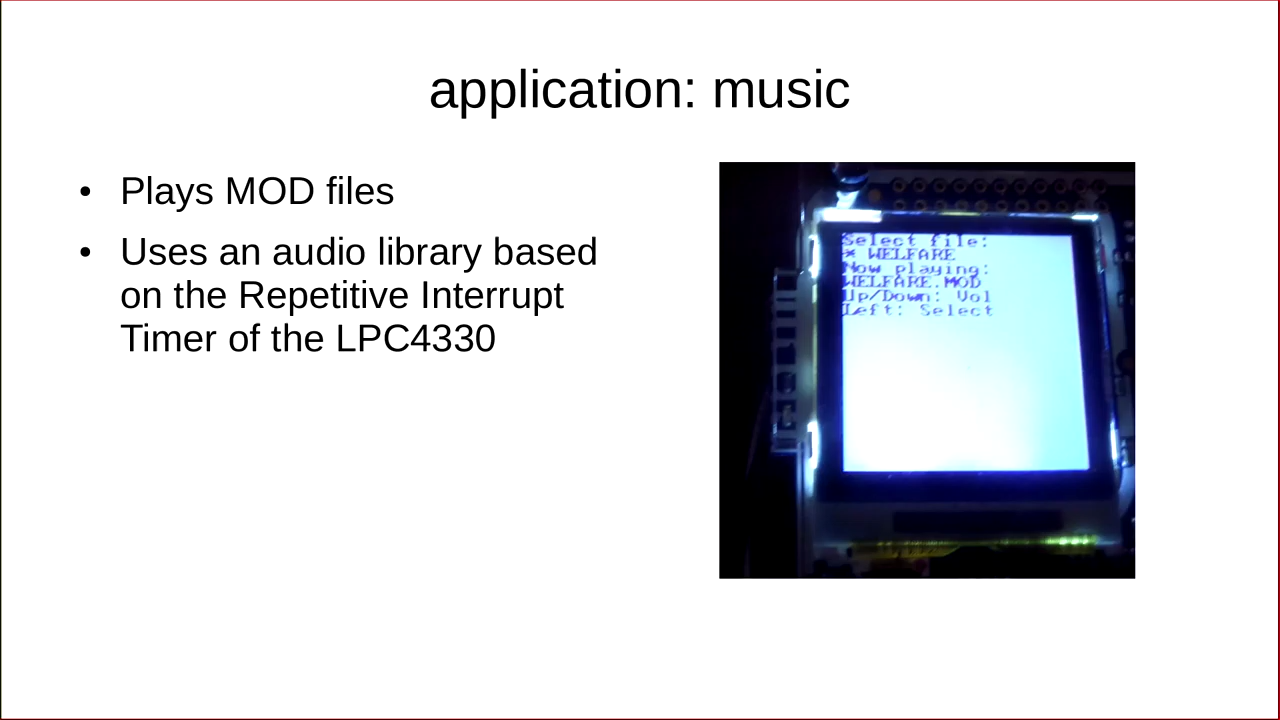 application: music
• Plays MOD files
• Uses an audio library based
on the Repetitive Interrupt
Timer of the LPC4330
Select file:
* WELFARE
Now playing:
WELFARE.MOD
Up/Down: Vol
Left: Select